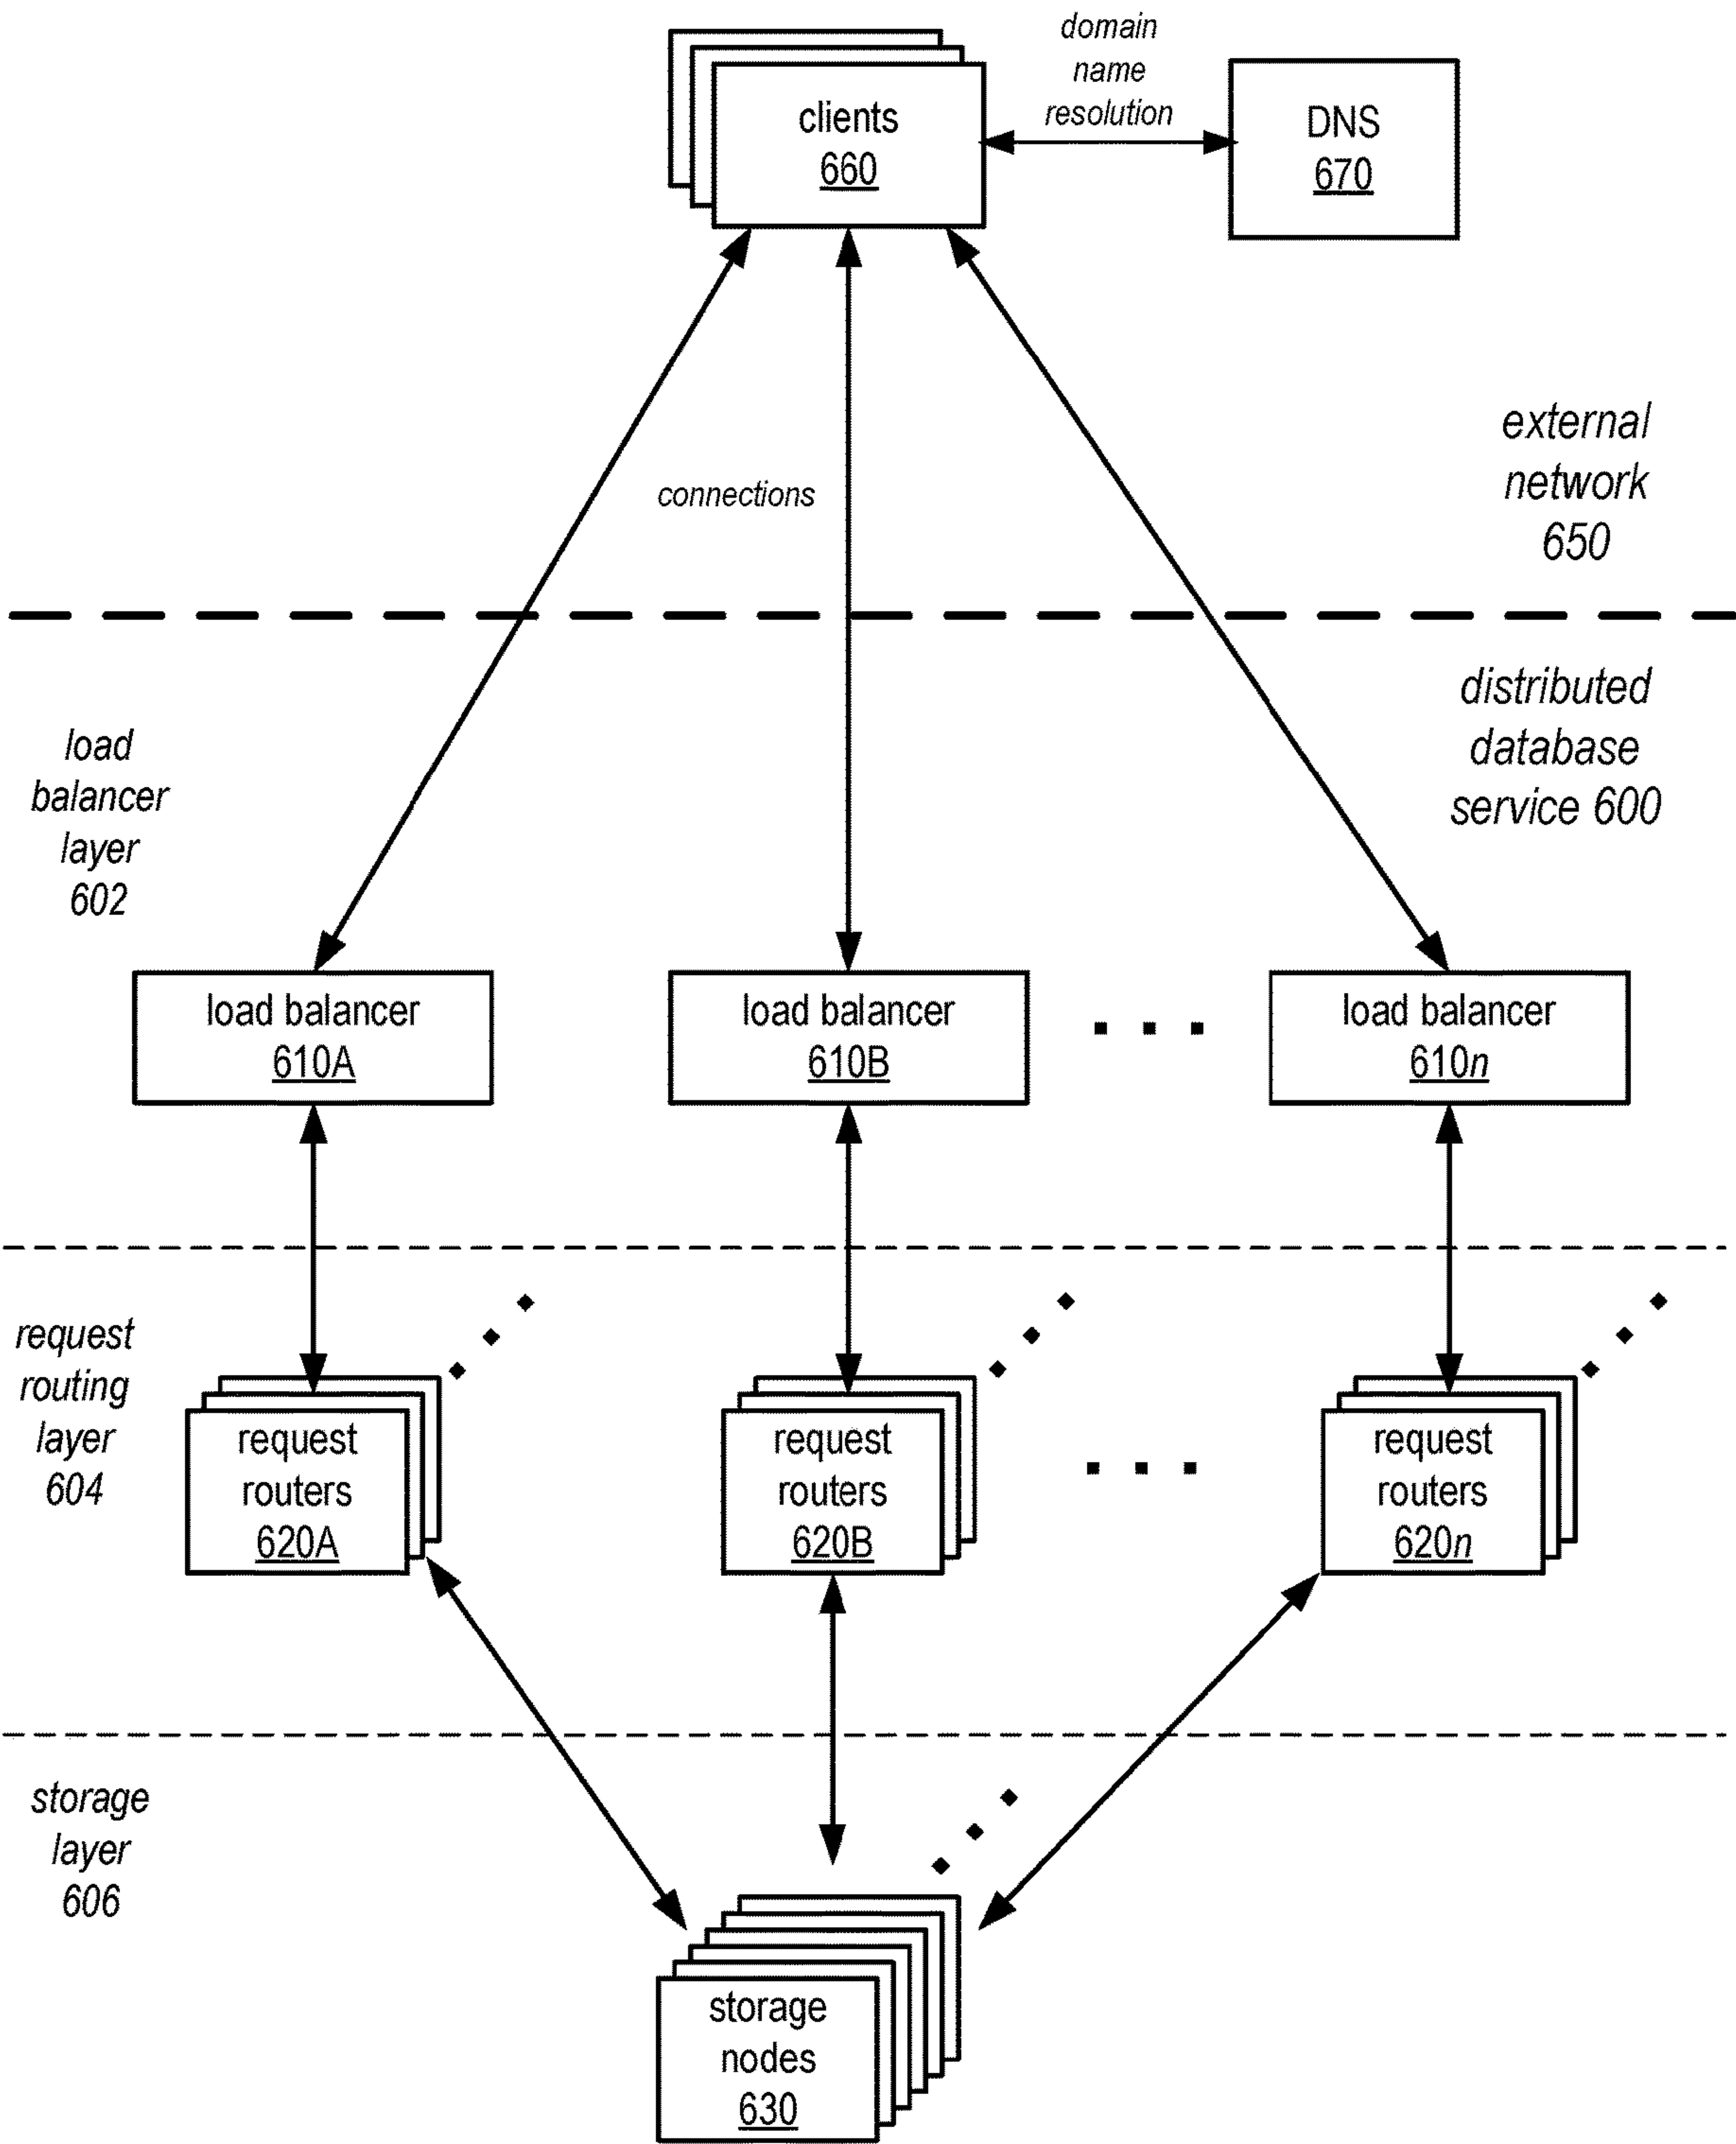 domain
name
resolution
clients
660
DNS
670
connections
external
network
650
distributed
database
service 600
load
balancer
layer
602
load balancer
610A
load balancer
610B
load balancer
610n
request
routing
layer
604
request
routers
620A
request
routers
620B
request
routers
620n
storage
layer
606
storage
nodes
630